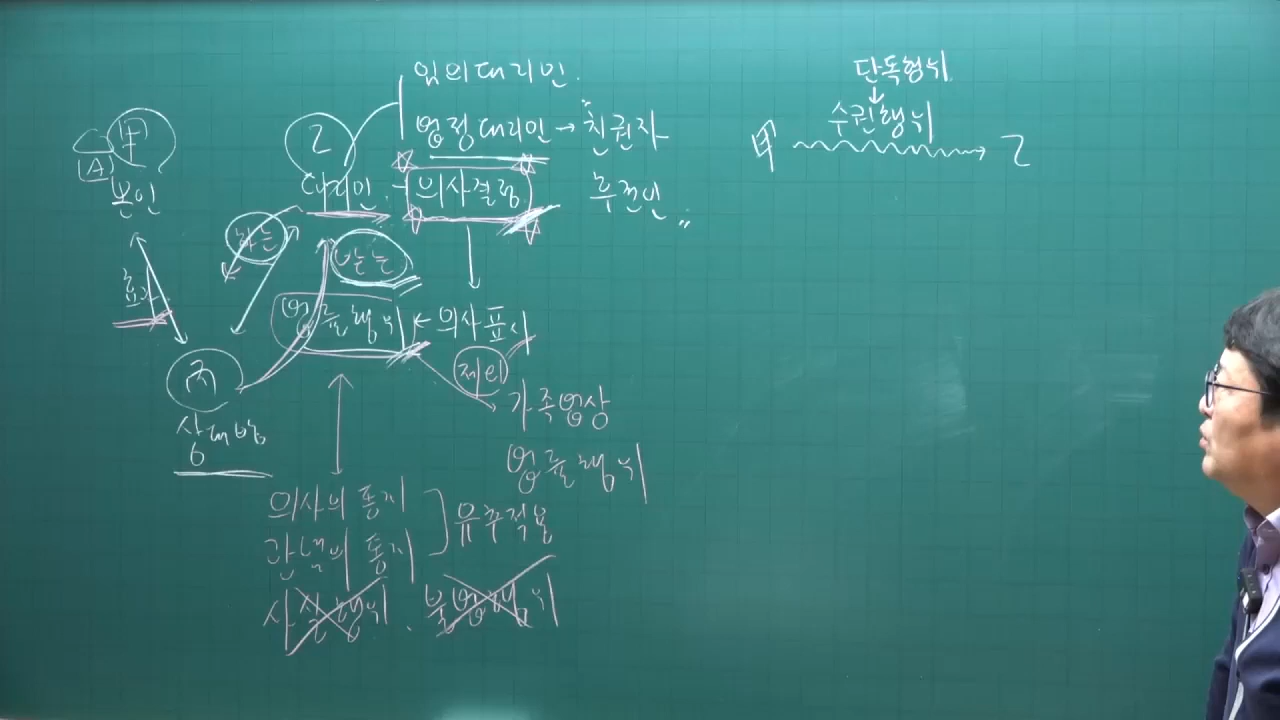 임의대리인.
법정대리인 → "친권자
후견인"
甲
(A)
본인
乙
대리인 - 의사결정
하는
받는
효과
법률행위 ← 의사표시
제외
가족법상
법률행위
丙
상대방
의사의 통지
관념의 통지
유추적용
사실행위. 불법행위
단독행위
↓
수권행위
甲 → 乙